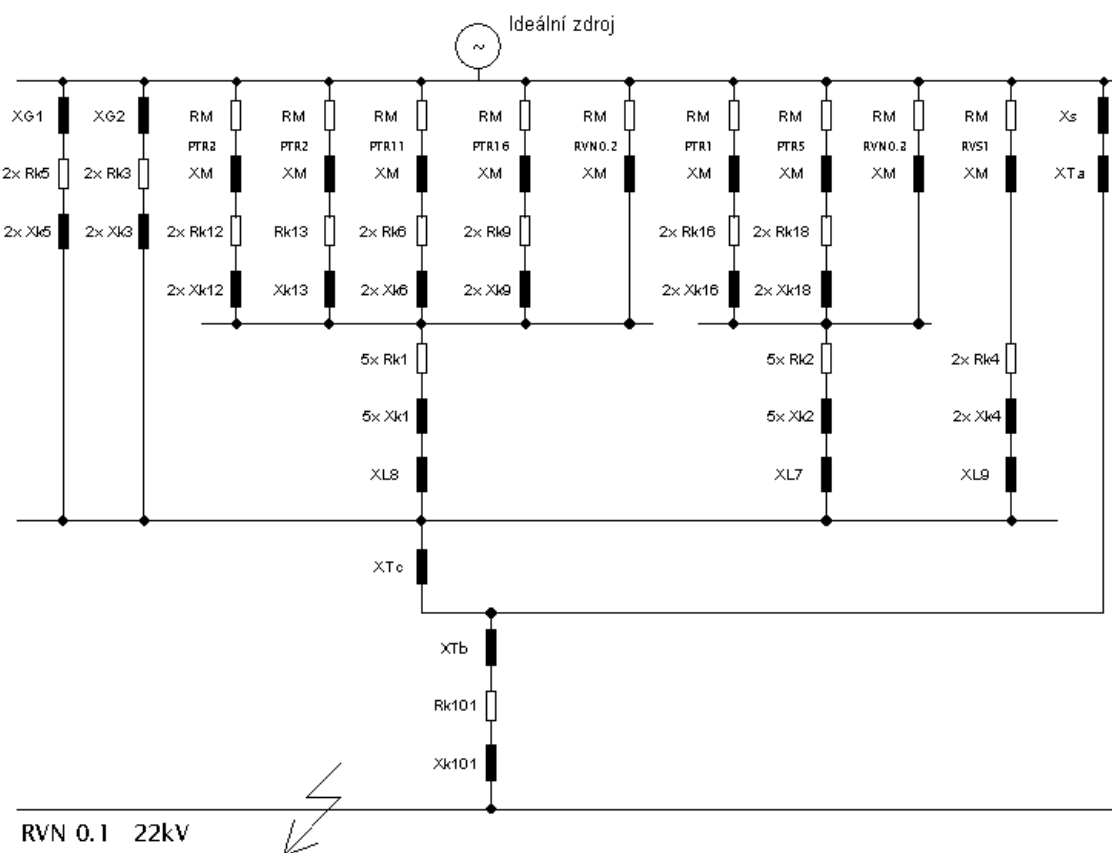 Ideální zdroj
~
XG1 XG2 RM RM RM RM RM RM RM RM RM Xs
PTR8 PTR2 PTR11 PTR16 RVN0.2 PTR1 PTR5 RVN0.8 RVS1
2x Rk5 2x Rk3 XM XM XM XM XM XM XM XM XM XTa
2x Xk5 2x Xk3 2x Rk12 Rk13 2x Rk6 2x Rk9 2x Rk16 2x Rk18
2x Xk12 Xk13 2x Xk6 2x Xk9 2x Xk16 2x Xk18
5x Rk1 5x Rk2 2x Rk4
5x Xk1 5x Xk2 2x Xk4
XL8 XL7 XL9
XTc
XTb
Rk101
Xk101
RVN 0.1 22kV